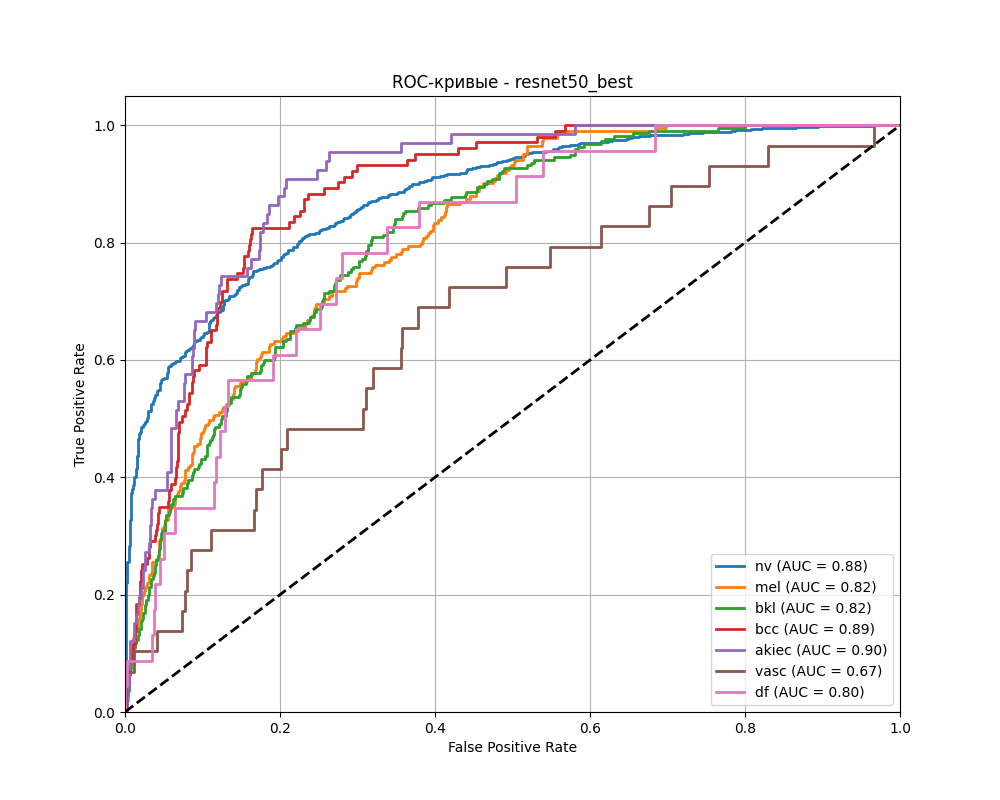 ROC-кривые - resnet50_best
1.0
0.8
0.6
0.4
0.2
0.0
True Positive Rate
nv (AUC = 0.88)
mel (AUC = 0.82)
bkl (AUC = 0.82)
bcc (AUC = 0.89)
akiec (AUC = 0.90)
vasc (AUC = 0.67)
df (AUC = 0.80)
0.0 0.2 0.4 0.6 0.8 1.0
False Positive Rate